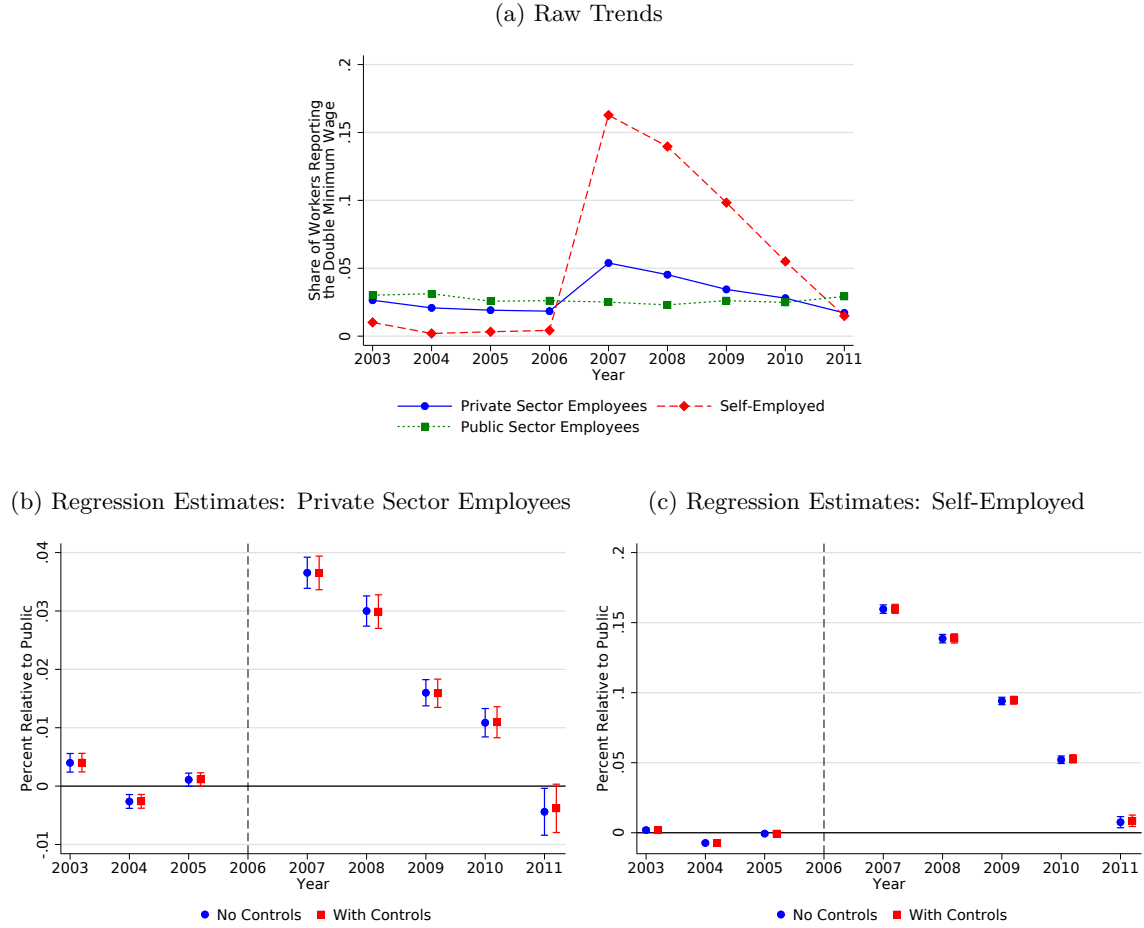 (a) Raw Trends
Share of Workers Reporting
the Double Minimum Wage
.2
.15
.1
.05
0
2003 2004 2005 2006 2007 2008 2009 2010 2011
Year
Private Sector Employees Self-Employed
Public Sector Employees
(b) Regression Estimates: Private Sector Employees
Percent Relative to Public
.04
.03
.02
.01
0
-.01
2003 2004 2005 2006 2007 2008 2009 2010 2011
Year
No Controls With Controls
(c) Regression Estimates: Self-Employed
Percent Relative to Public
.2
.15
.1
.05
0
2003 2004 2005 2006 2007 2008 2009 2010 2011
Year
No Controls With Controls